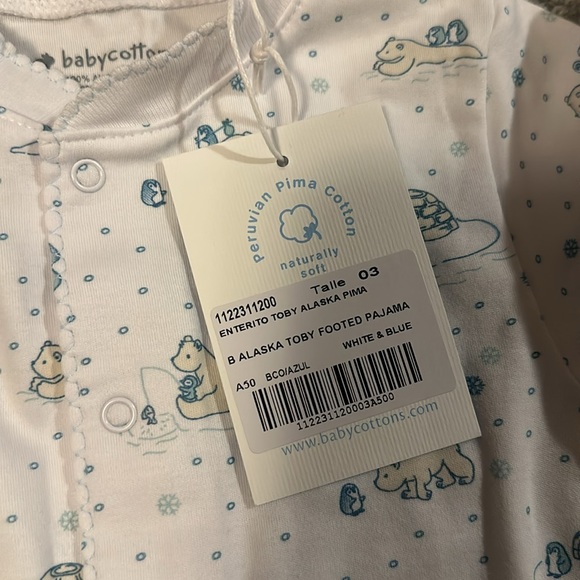 babycottons
Peruvian Pima Cotton
naturally
soft
1122311200 Talle 03
ENTERITO TOBY ALASKA PIMA
B ALASKA TOBY FOOTED PAJAMA
A50 BCO/AZUL WHITE & BLUE
112231120003A500
www.babycottons.com